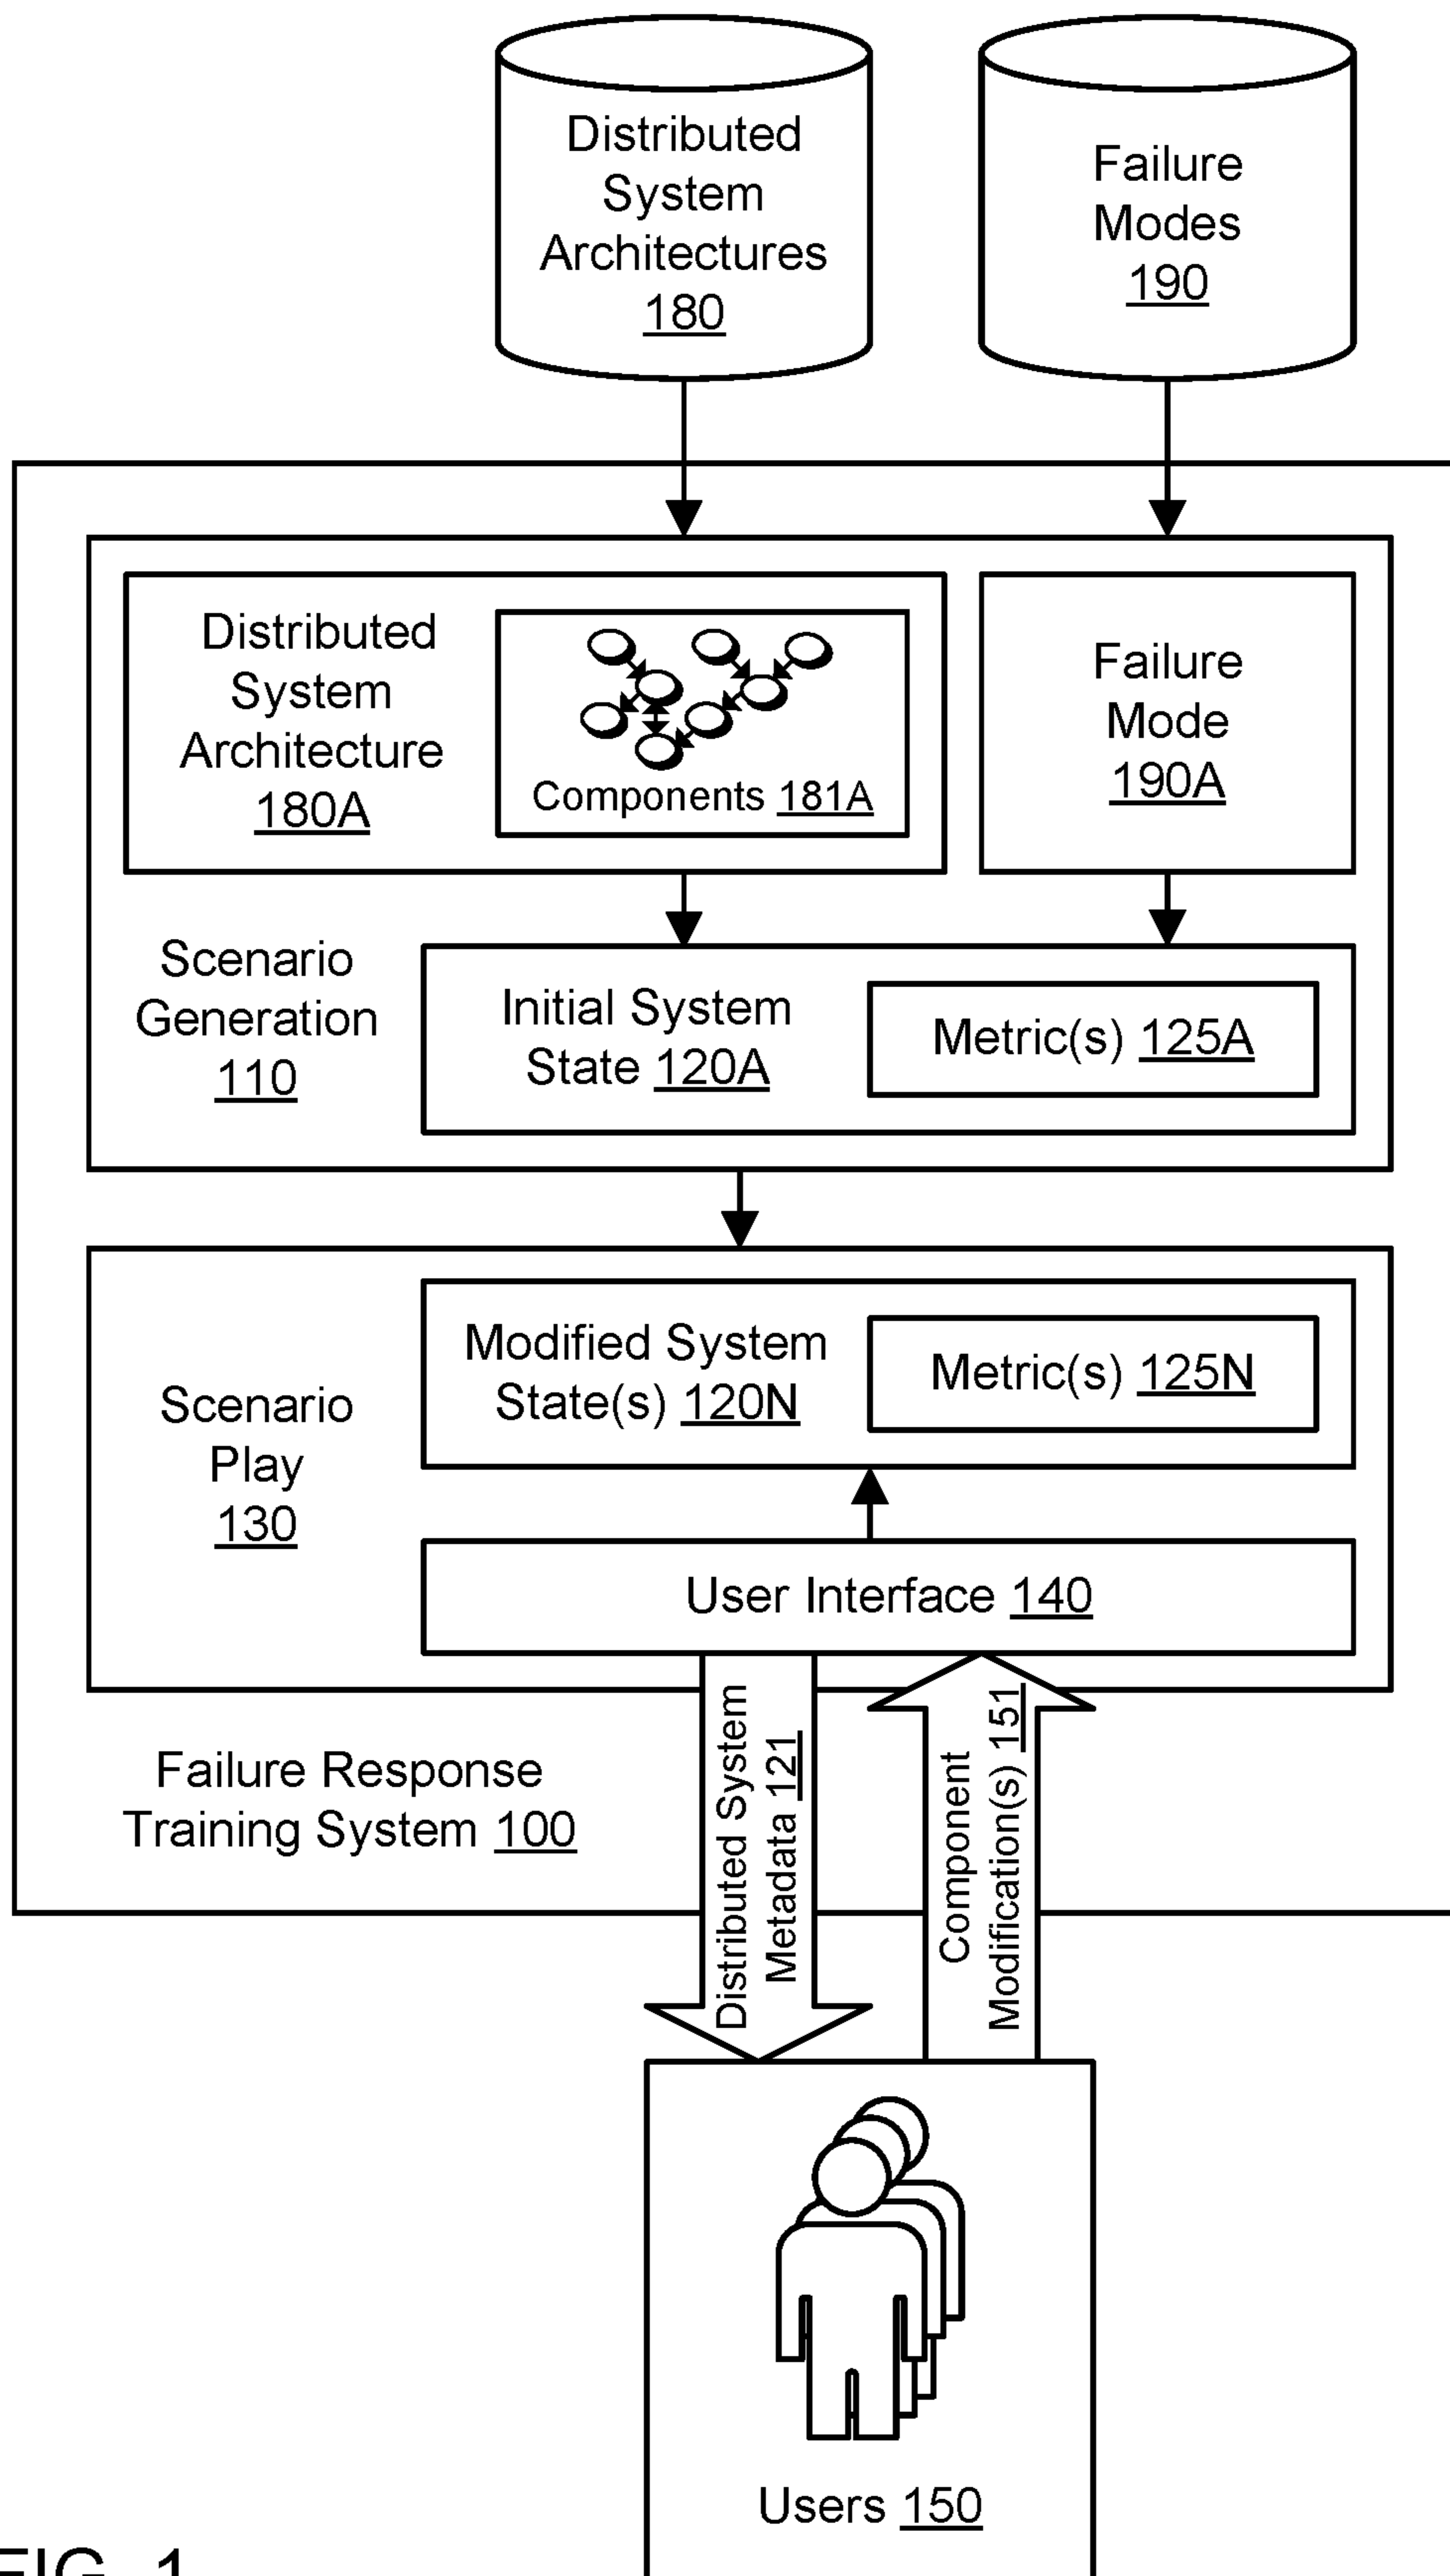 Distributed
System
Architectures
180
Failure
Modes
190
Distributed
System
Architecture
180A
Components 181A
Failure
Mode
190A
Scenario
Generation
110
Initial System
State 120A
Metric(s) 125A
Scenario
Play
130
Modified System
State(s) 120N
Metric(s) 125N
User Interface 140
Failure Response
Training System 100
Distributed System
Metadata 121
Component
Modification(s) 151
Users 150
FIG. 1